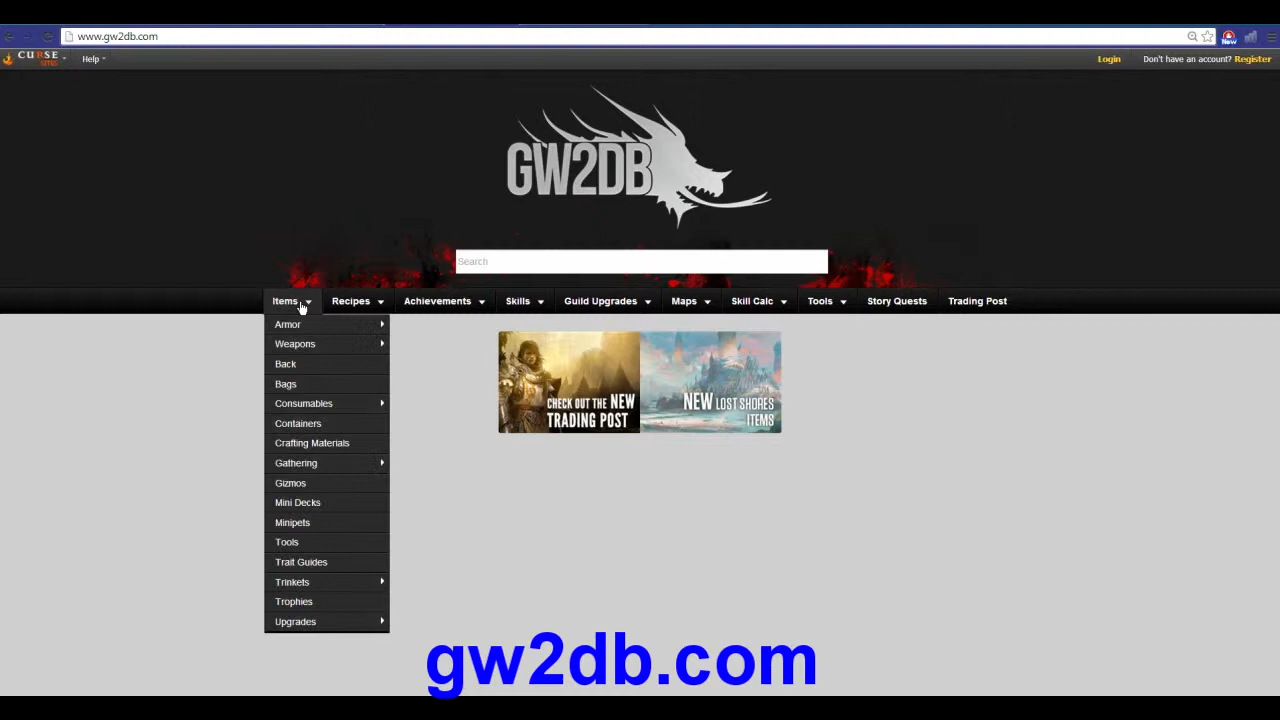 www.gw2db.com
New
CURSE
SITES
Help
Login
Don't have an account? Register
GW2DB
Search
Items
Recipes
Achievements
Skills
Guild Upgrades
Maps
Skill Calc
Tools
Story Quests
Trading Post
Armor
Weapons
Back
Bags
Consumables
Containers
Crafting Materials
Gathering
Gizmos
Mini Decks
Minipets
Tools
Trait Guides
Trinkets
Trophies
Upgrades
CHECK OUT THE NEW
TRADING POST
NEW LOST SHORES
ITEMS
gw2db.com